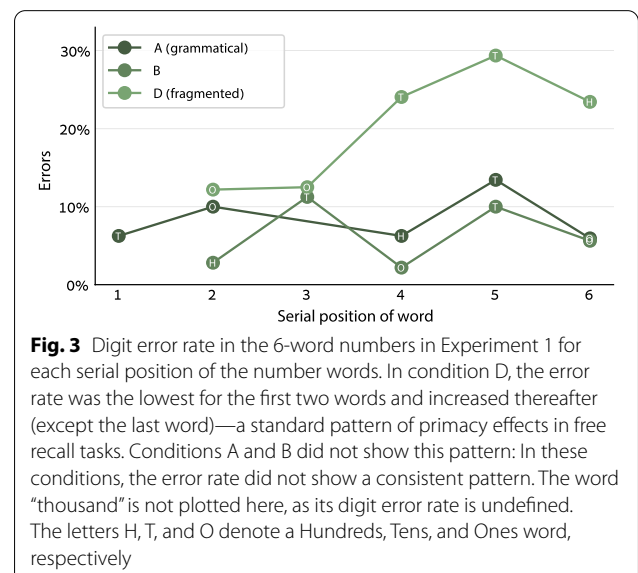 30%
20%
10%
0%
Errors
A (grammatical)
B
D (fragmented)
T
O
H
T
O
H
T
O
T
H
O
O
T
T
H
1 2 3 4 5 6
Serial position of word
Fig. 3 Digit error rate in the 6-word numbers in Experiment 1 for
each serial position of the number words. In condition D, the error
rate was the lowest for the first two words and increased thereafter
(except the last word)—a standard pattern of primacy effects in free
recall tasks. Conditions A and B did not show this pattern: In these
conditions, the error rate did not show a consistent pattern. The word
“thousand” is not plotted here, as its digit error rate is undefined.
The letters H, T, and O denote a Hundreds, Tens, and Ones word,
respectively